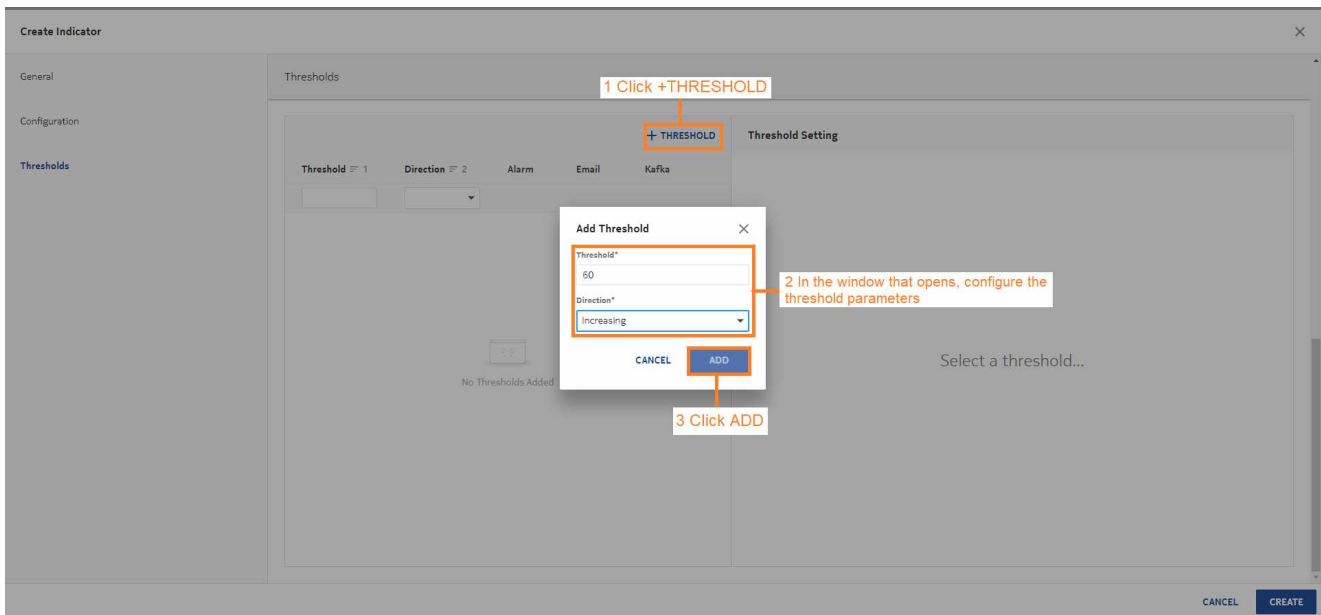 Create Indicator
General
Configuration
Thresholds
Thresholds
1 Click +THRESHOLD
+ THRESHOLD
Threshold Setting
Threshold 1 Direction 2 Alarm Email Kafka
Add Threshold
Threshold*
60
Direction*
Increasing
CANCEL ADD
2 In the window that opens, configure the
threshold parameters
3 Click ADD
No Thresholds Added
Select a threshold...
CANCEL CREATE